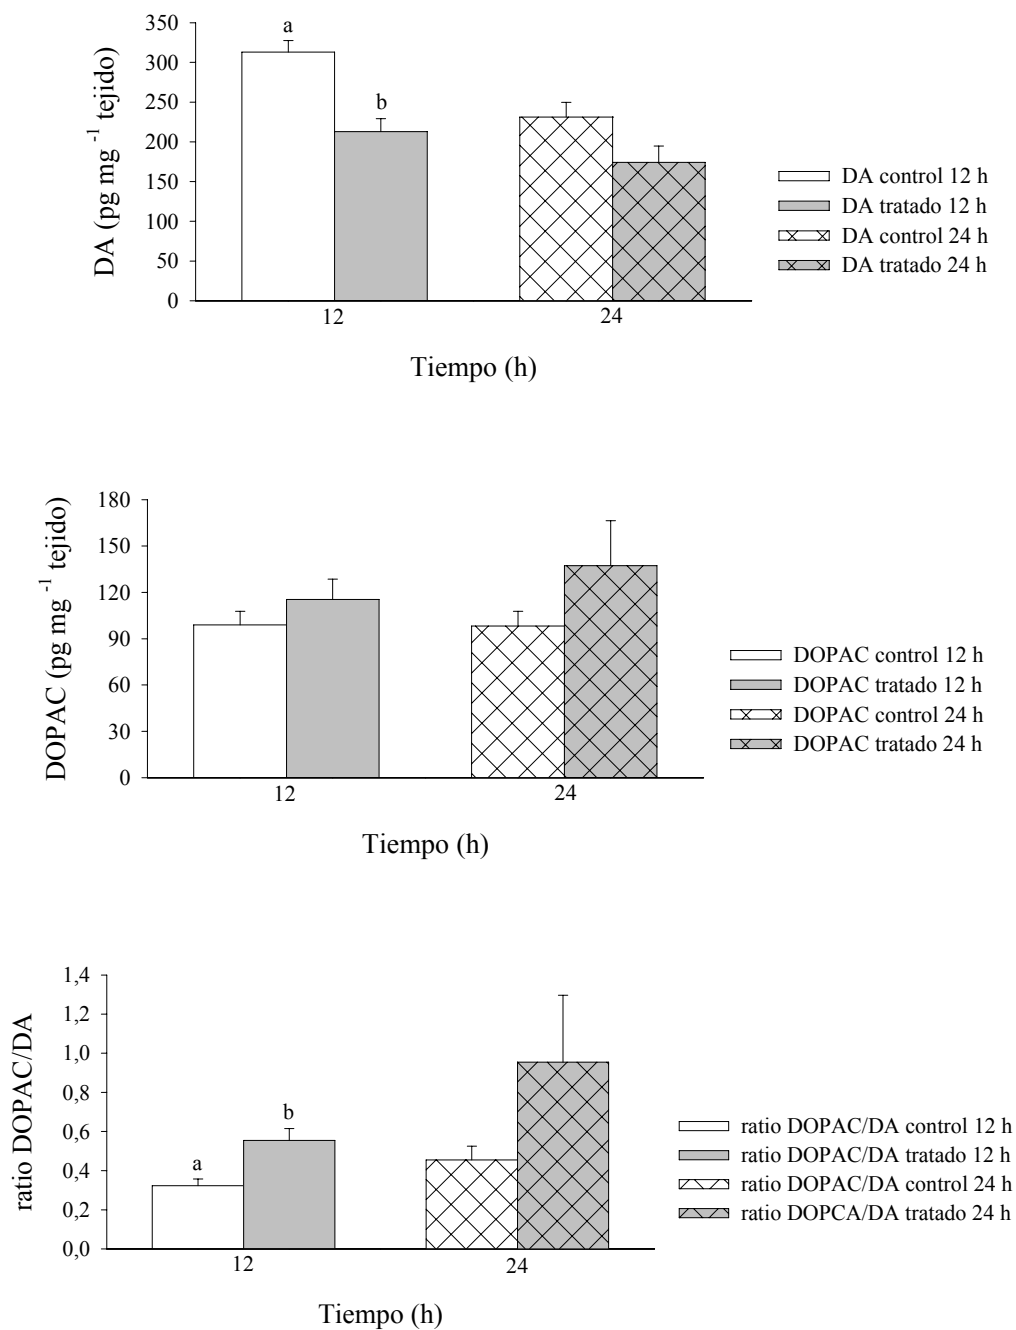 350
300
250
200
150
100
50
0
DA (pg mg -1 tejido)
a
b
12
24
Tiempo (h)
DA control 12 h
DA tratado 12 h
DA control 24 h
DA tratado 24 h
180
150
120
90
60
30
0
DOPAC (pg mg -1 tejido)
12
24
Tiempo (h)
DOPAC control 12 h
DOPAC tratado 12 h
DOPAC control 24 h
DOPAC tratado 24 h
1,4
1,2
1,0
0,8
0,6
0,4
0,2
0,0
ratio DOPAC/DA
a
b
12
24
Tiempo (h)
ratio DOPAC/DA control 12 h
ratio DOPAC/DA tratado 12 h
ratio DOPAC/DA control 24 h
ratio DOPCA/DA tratado 24 h